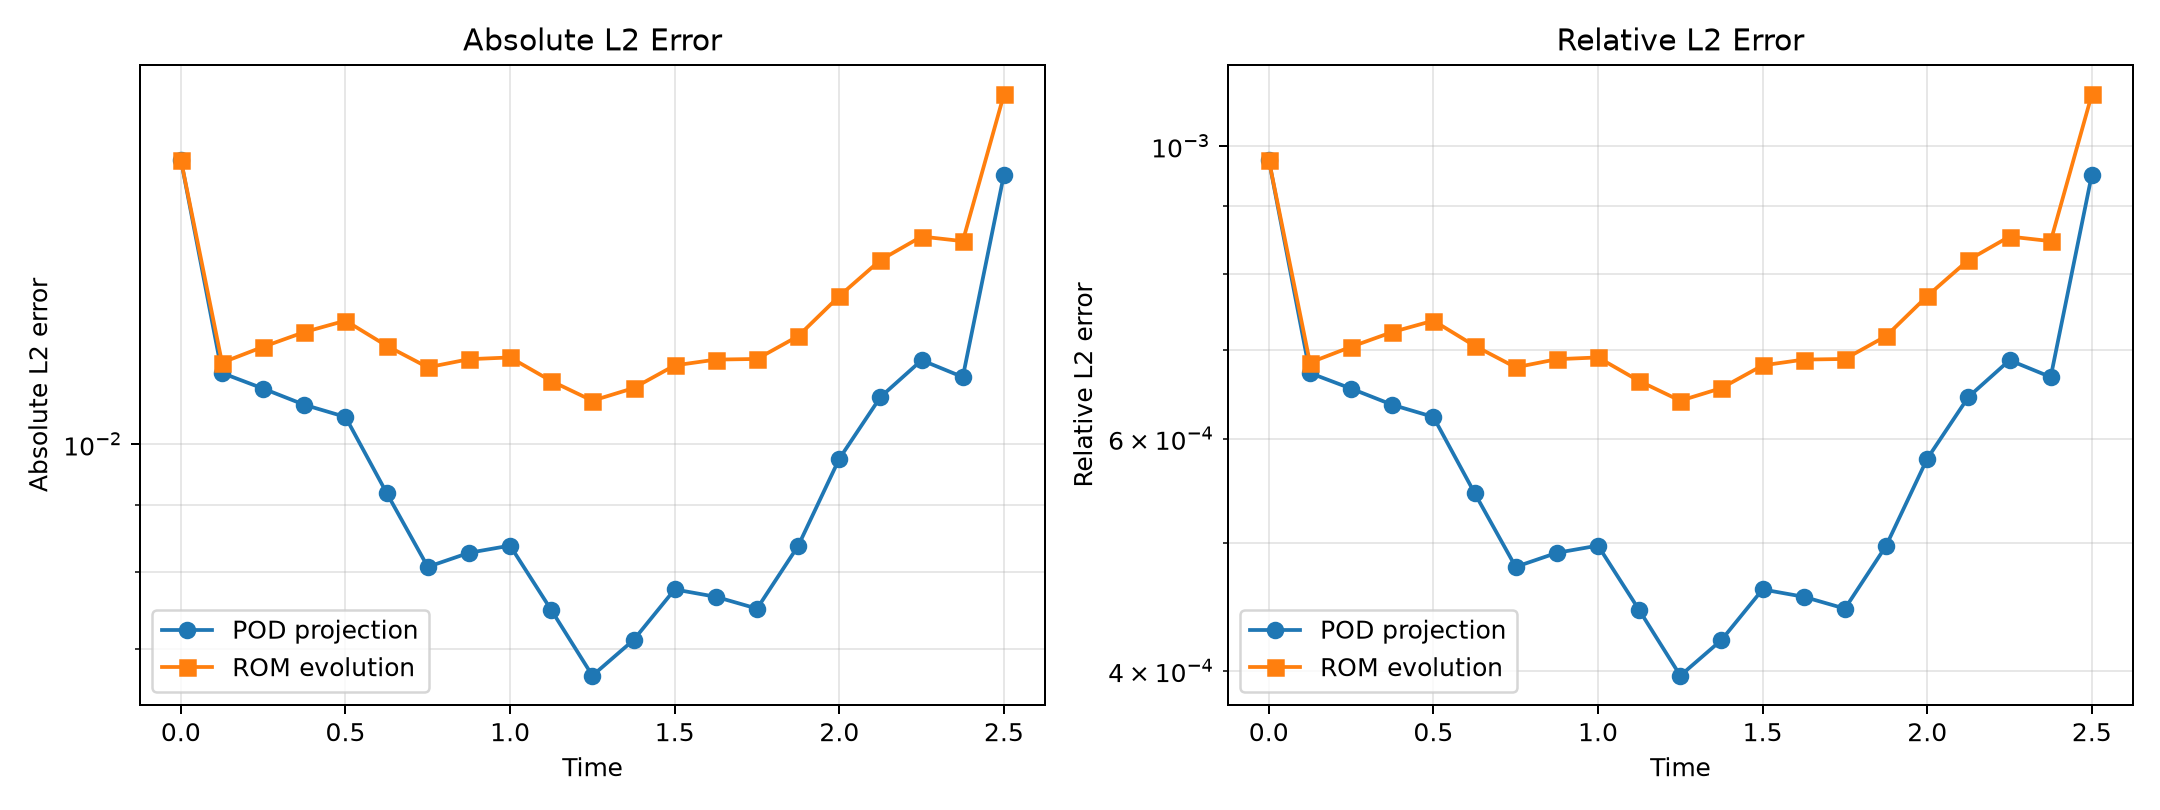 Absolute L2 Error
Absolute L2 error
10⁻²
POD projection
ROM evolution
0.0 0.5 1.0 1.5 2.0 2.5
Time
Relative L2 Error
Relative L2 error
10⁻³
6 × 10⁻⁴
4 × 10⁻⁴
POD projection
ROM evolution
0.0 0.5 1.0 1.5 2.0 2.5
Time